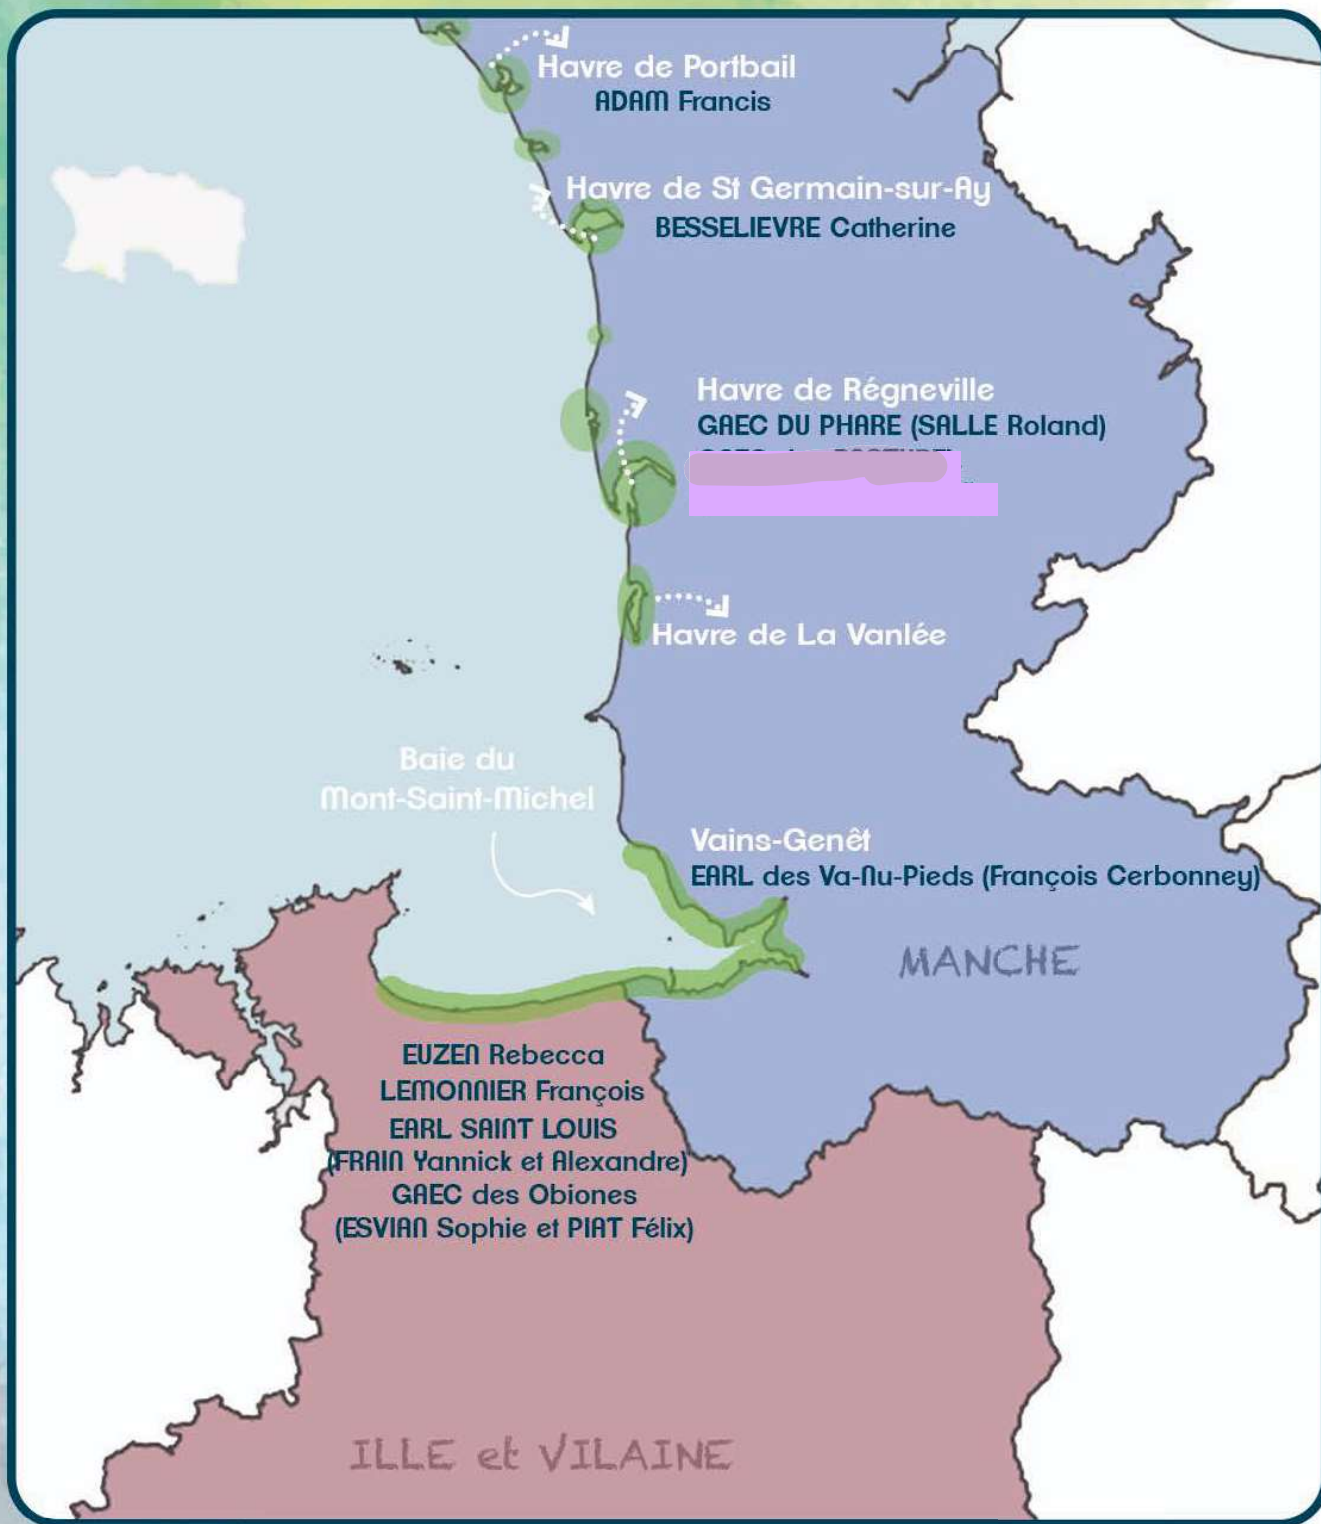 Havre de Portbail
ADAM Francis
Havre de St Germain-sur-Ay
BESSELIEVRE Catherine
Havre de Régneville
GAEC DU PHARE (SALLE Roland)
Havre de La Vanlée
Baie du
Mont-Saint-Michel
Vains-Genêt
EARL des Va-Nu-Pieds (François Cerbonney)
MANCHE
EUZEN Rebecca
LEMONNIER François
EARL SAINT LOUIS
(FRAIN Yannick et Alexandre)
GAEC des Obiones
(ESVIAN Sophie et PIAT Félix)
ILLE et VILAINE